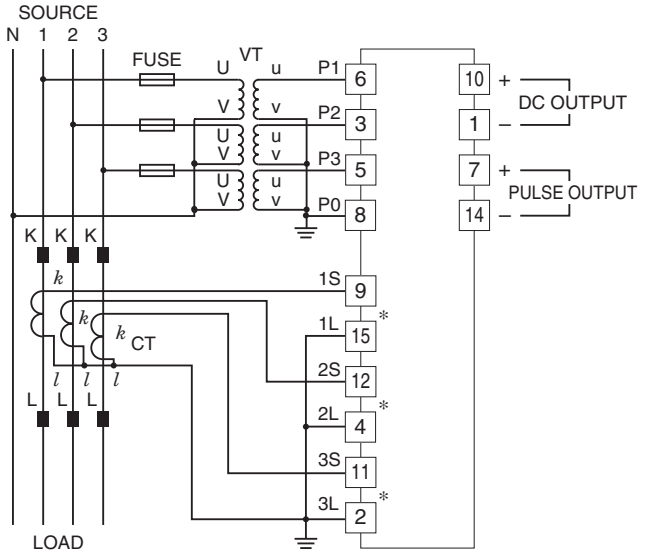 SOURCE
N 1 2 3
FUSE
VT
U u P1 6
10 +
DC OUTPUT
V v P2 3
1 –
U u
V v P3 5
7 +
PULSE OUTPUT
U u
V v P0 8
14 –
K K K
k 1S 9
k 1L 15 *
k CT
l l l 2S 12
L L L 2L 4 *
3S 11
3L 2 *
LOAD